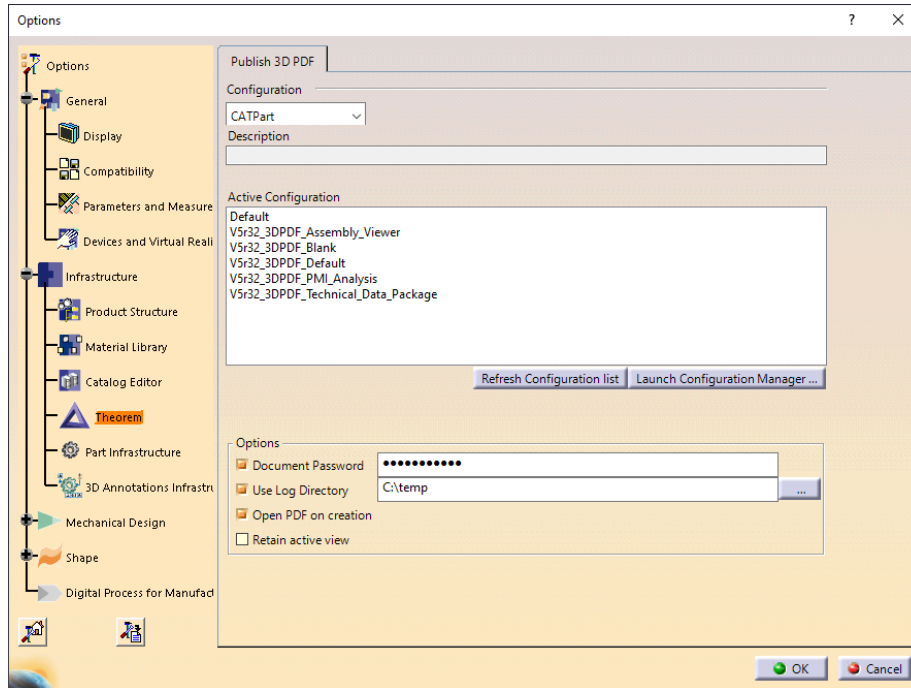 Options
?
Options
General
Display
Compatibility
Parameters and Measure
Devices and Virtual Reali
Infrastructure
Product Structure
Material Library
Catalog Editor
Theorem
Part Infrastructure
3D Annotations Infrastru
Mechanical Design
Shape
Digital Process for Manufact
Publish 3D PDF
Configuration
CATPart
Description
Active Configuration
Default
V5r32_3DPDF_Assembly_Viewer
V5r32_3DPDF_Blank
V5r32_3DPDF_Default
V5r32_3DPDF_PMI_Analysis
V5r32_3DPDF_Technical_Data_Package
Refresh Configuration list
Launch Configuration Manager ...
Options
Document Password
●●●●●●●●●●●
Use Log Directory
C:\temp
...
Open PDF on creation
Retain active view
OK
Cancel